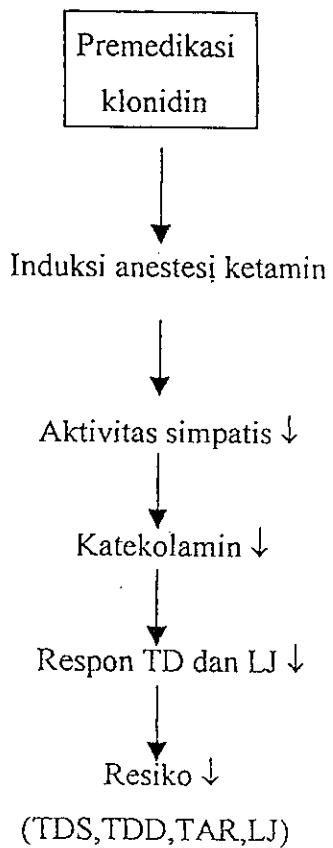 Premedikasi
klonidin
Induksi anestesi ketamin
Aktivitas simpatis ↓
Katekolamin ↓
Respon TD dan LJ ↓
Resiko ↓
(TDS,TDD,TAR,LJ)